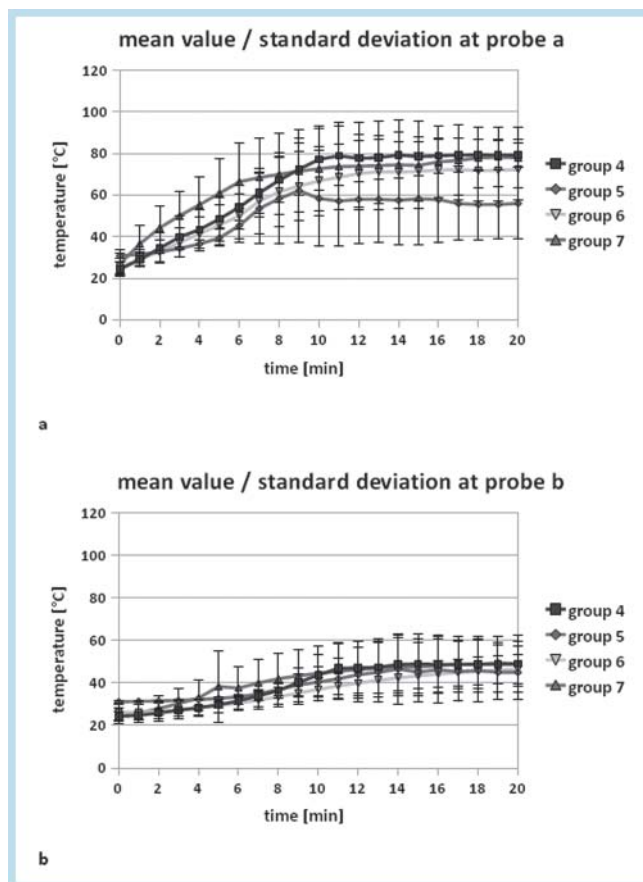 mean value / standard deviation at probe a
120
100
80
60
40
20
0
temperature [°C]
0 2 4 6 8 10 12 14 16 18 20
time [min]
group 4
group 5
group 6
group 7
a
mean value / standard deviation at probe b
120
100
80
60
40
20
0
temperature [°C]
0 2 4 6 8 10 12 14 16 18 20
time [min]
group 4
group 5
group 6
group 7
b